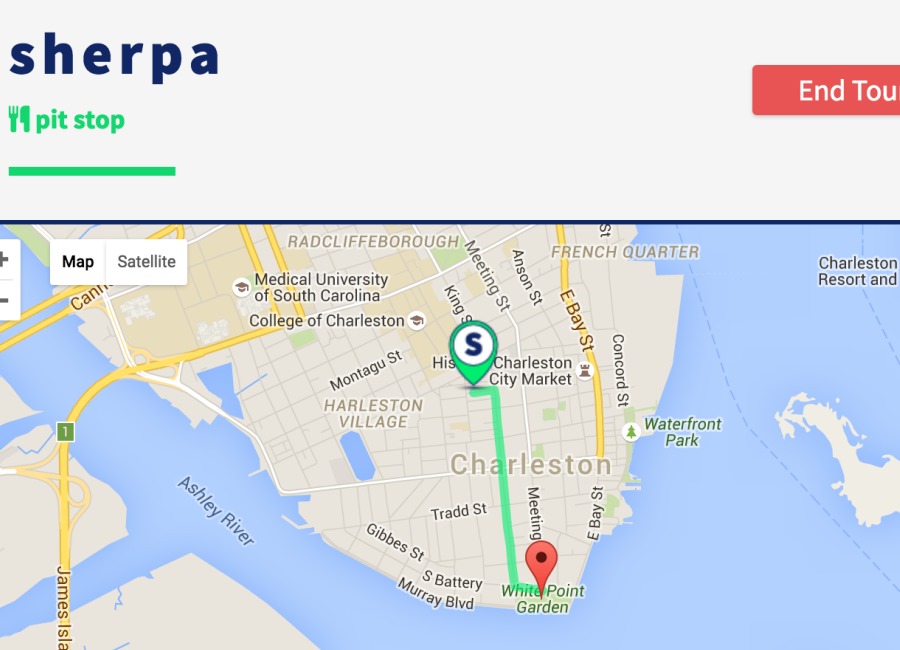 sherpa
End Tour
pit stop
+
−
Map
Satellite
RADCLIFFEBOROUGH
Meeting St
Anson St
St
FRENCH QUARTER
Charleston
Resort and
Medical University
of South Carolina
King S
E Bay St
College of Charleston
S
Concord St
His
Charleston
City Market
Montagu St
HARLESTON
VILLAGE
1
Waterfront
Park
Charleston
Ashley River
Tradd St
Meeting
E Bay St
Gibbes St
S Battery
Murray Blvd
White Point
Garden
James Isla